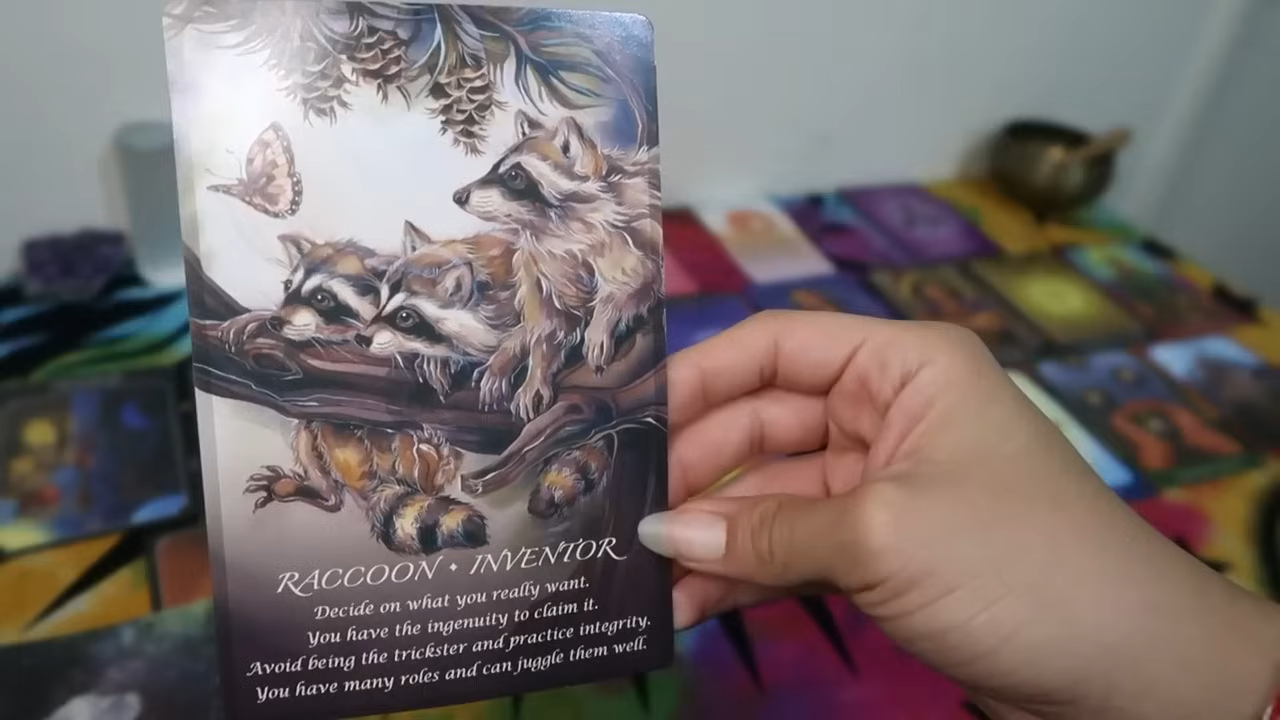 RACCOON • INVENTOR
Decide on what you really want.
You have the ingenuity to claim it.
Avoid being the trickster and practice integrity.
You have many roles and can juggle them well.